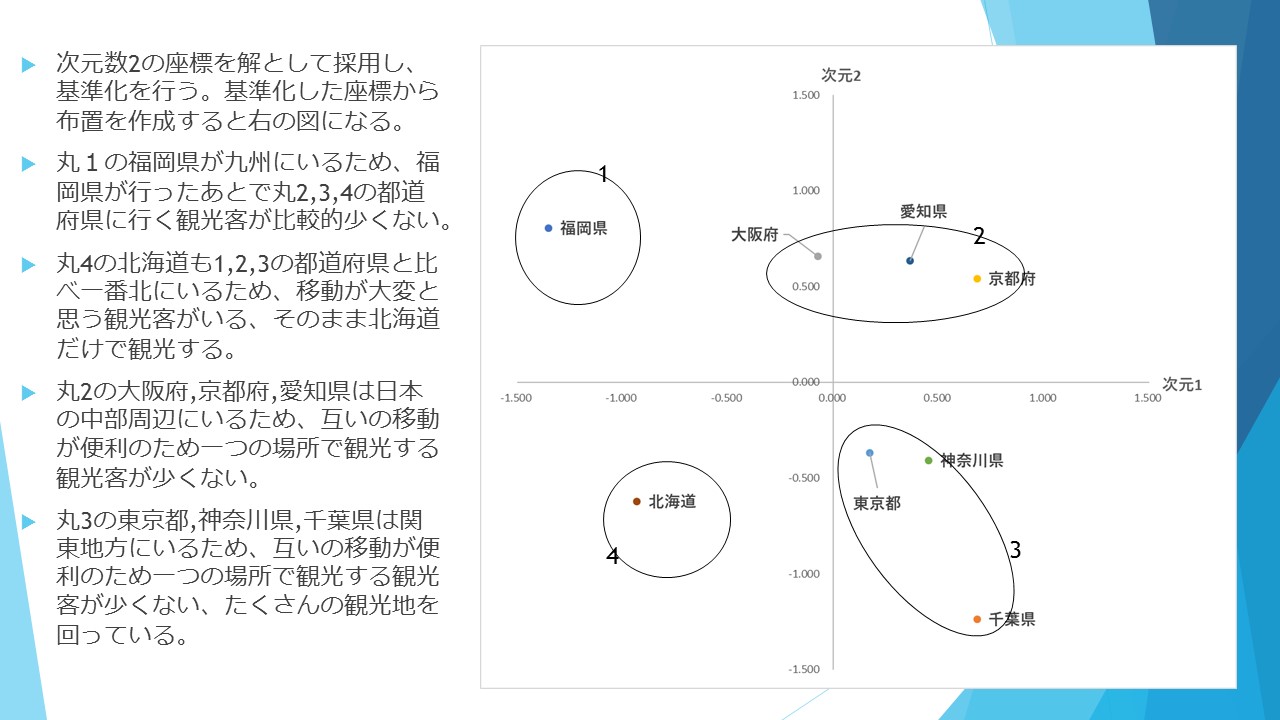 次元数2の座標を解として採用し、
基準化を行う。基準化した座標から
布置を作成すると右の図になる。
丸１の福岡県が九州にいるため、福
岡県が行ったあとで丸2,3,4の都道
府県に行く観光客が比較的少くない。
丸4の北海道も1,2,3の都道府県と比
べ一番北にいるため、移動が大変と
思う観光客がいる、そのまま北海道
だけで観光する。
丸2の大阪府,京都府,愛知県は日本
の中部周辺にいるため、互いの移動
が便利のため一つの場所で観光する
観光客が少くない。
丸3の東京都,神奈川県,千葉県は関
東地方にいるため、互いの移動が便
利のため一つの場所で観光する観光
客が少くない、たくさんの観光地を
回っている。
次元2
1.500
1
1.000
愛知県
福岡県
大阪府
2
0.500
京都府
0.000
次元1
-1.500
-1.000
-0.500
0.000
0.500
1.000
1.500
神奈川県
-0.500
北海道
東京都
4
3
-1.000
千葉県
-1.500